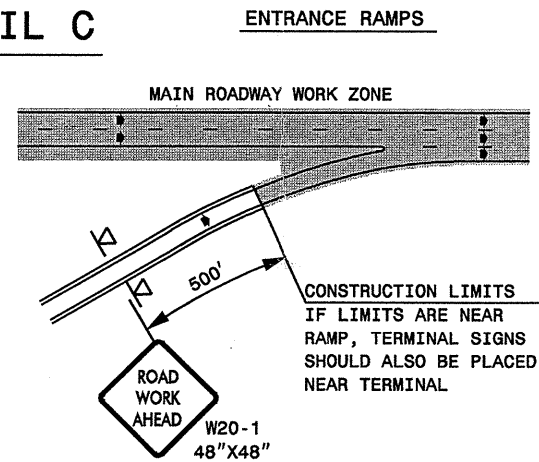 IL C
ENTRANCE RAMPS
MAIN ROADWAY WORK ZONE
500'
CONSTRUCTION LIMITS
IF LIMITS ARE NEAR
RAMP, TERMINAL SIGNS
SHOULD ALSO BE PLACED
NEAR TERMINAL
ROAD
WORK
AHEAD
W20-1
48"X48"